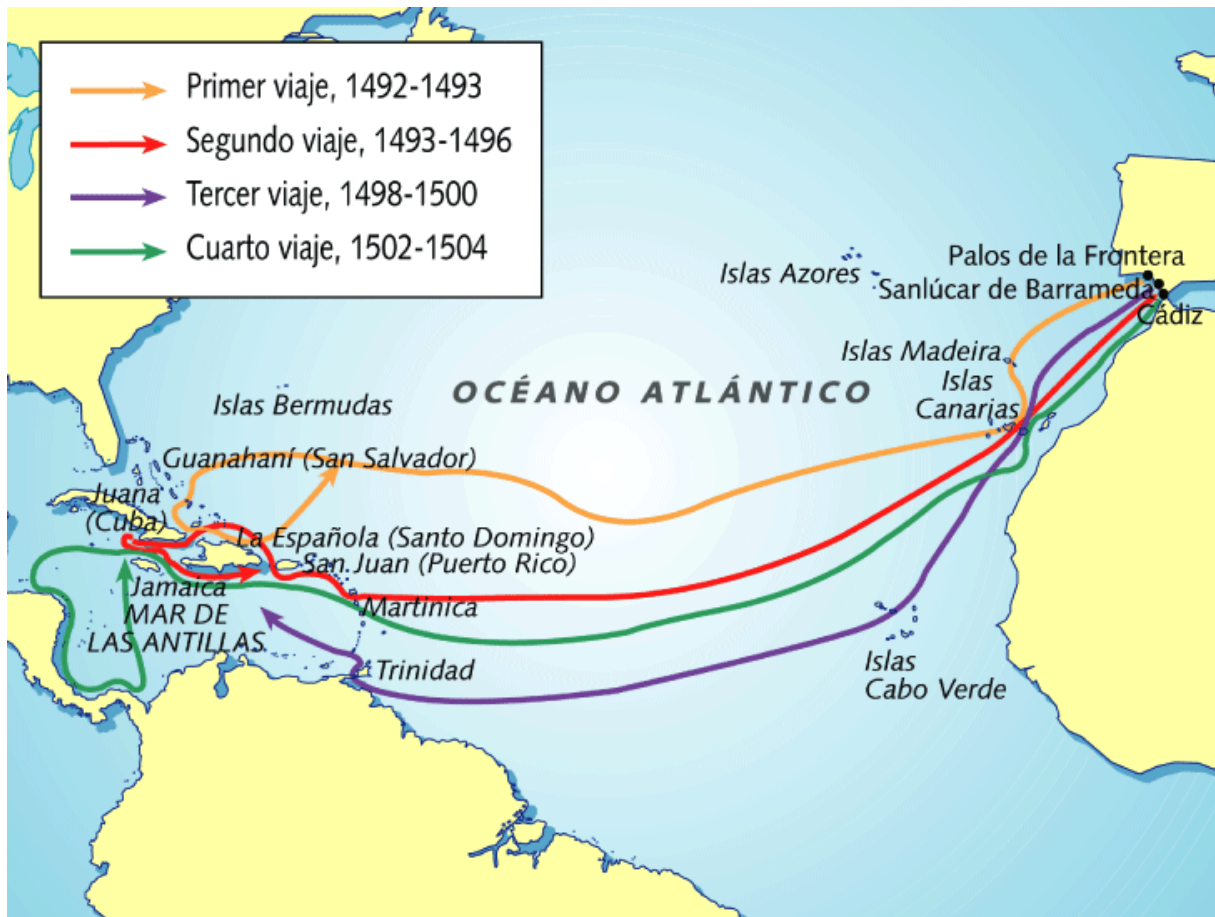 Primer viaje, 1492-1493
Segundo viaje, 1493-1496
Tercer viaje, 1498-1500
Cuarto viaje, 1502-1504
Palos de la Frontera
Islas Azores
Sanlúcar de Barrameda
Cádiz
Islas Madeira
Islas
Canarias
OCÉANO ATLÁNTICO
Islas Bermudas
Guanahaní (San Salvador)
Juana
(Cuba)
La Española (Santo Domingo)
San Juan (Puerto Rico)
Jamaica
Martinica
MAR DE
LAS ANTILLAS
Trinidad
Islas
Cabo Verde